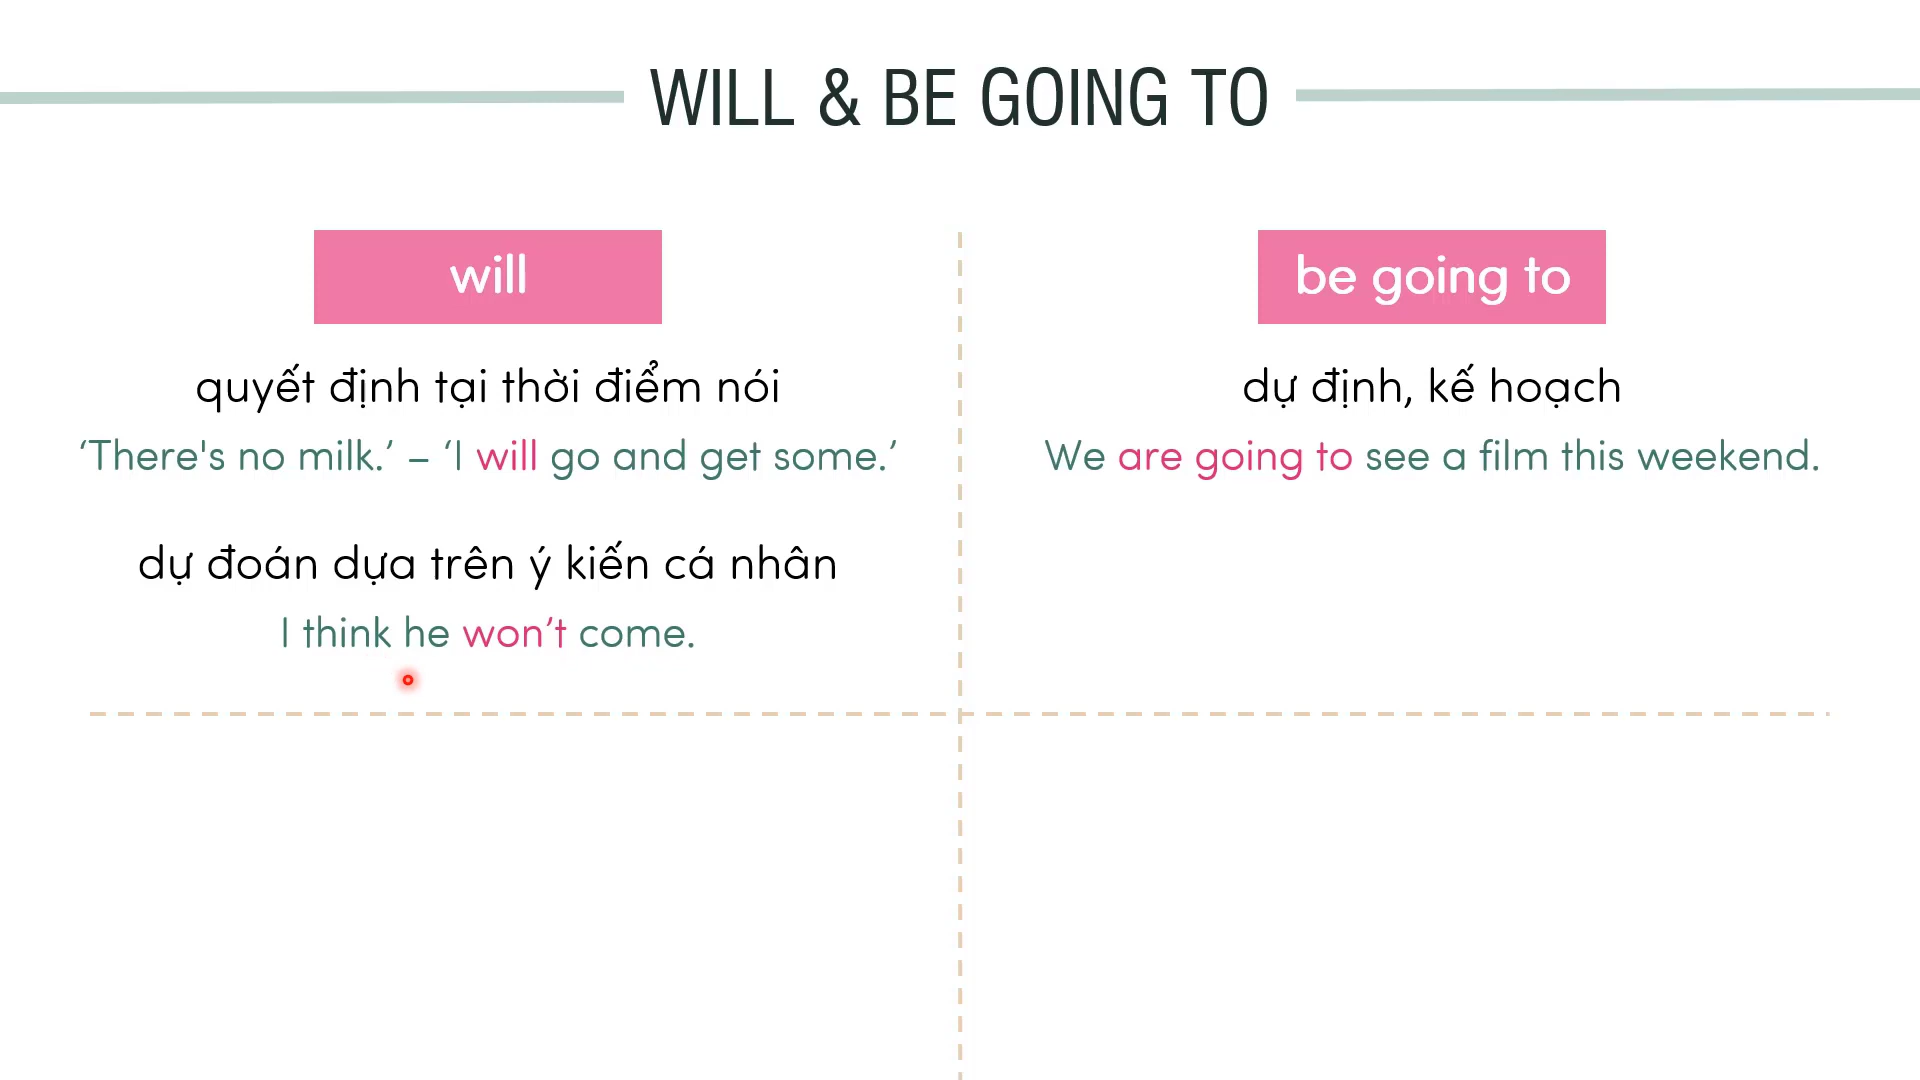 WILL & BE GOING TO
will
quyết định tại thời điểm nói
‘There's no milk.’ – ‘I will go and get some.’
dự đoán dựa trên ý kiến cá nhân
I think he won’t come.
be going to
dự định, kế hoạch
We are going to see a film this weekend.